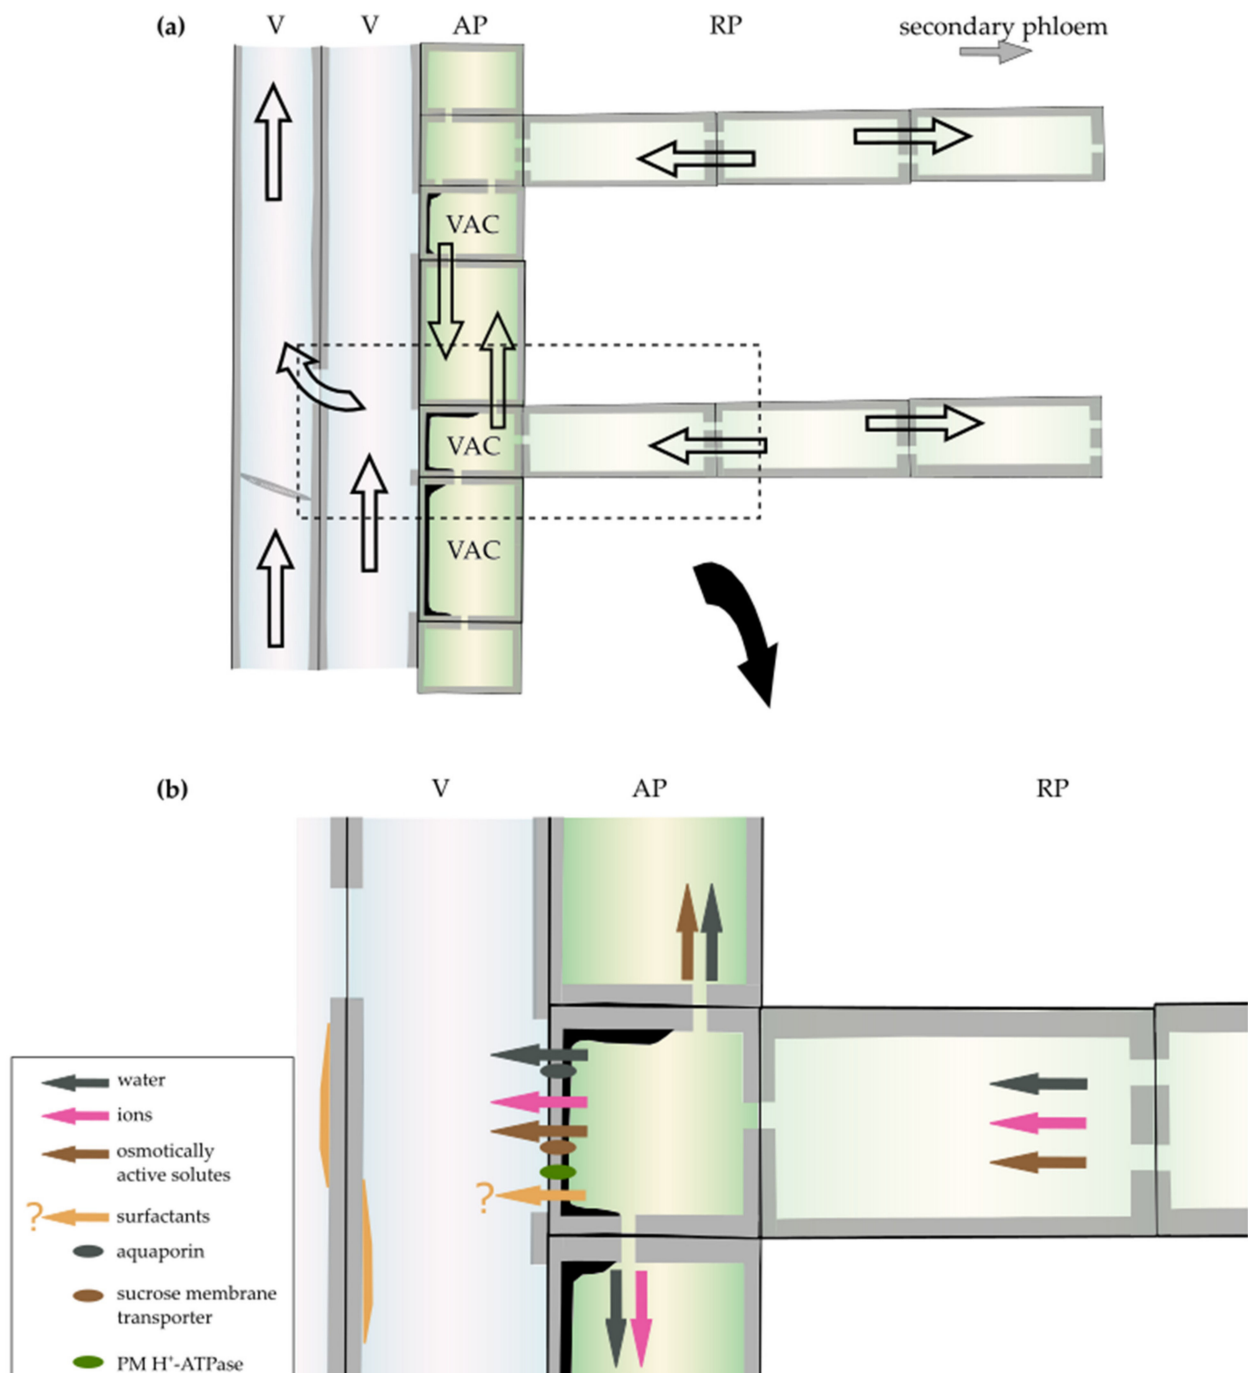 (a) V V AP RP secondary phloem
VAC
VAC
VAC
(b) V AP RP
water
ions
osmotically
active solutes
? surfactants
?
aquaporin
sucrose membrane
transporter
PM H⁺-ATPase